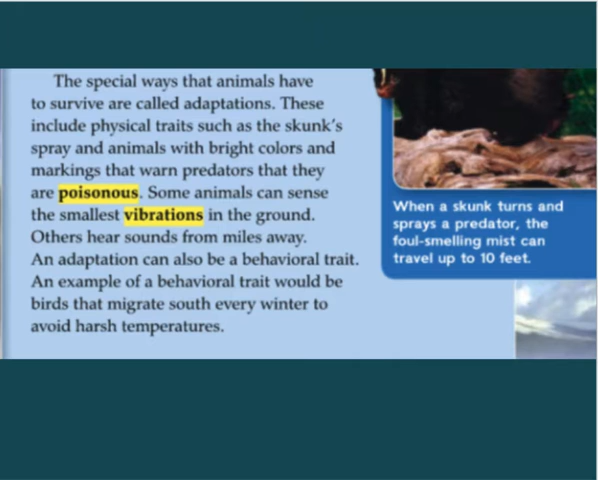 The special ways that animals have
to survive are called adaptations. These
include physical traits such as the skunk's
spray and animals with bright colors and
markings that warn predators that they
are poisonous. Some animals can sense
the smallest vibrations in the ground.
Others hear sounds from miles away.
An adaptation can also be a behavioral trait.
An example of a behavioral trait would be
birds that migrate south every winter to
avoid harsh temperatures.
When a skunk turns and
sprays a predator, the
foul-smelling mist can
travel up to 10 feet.